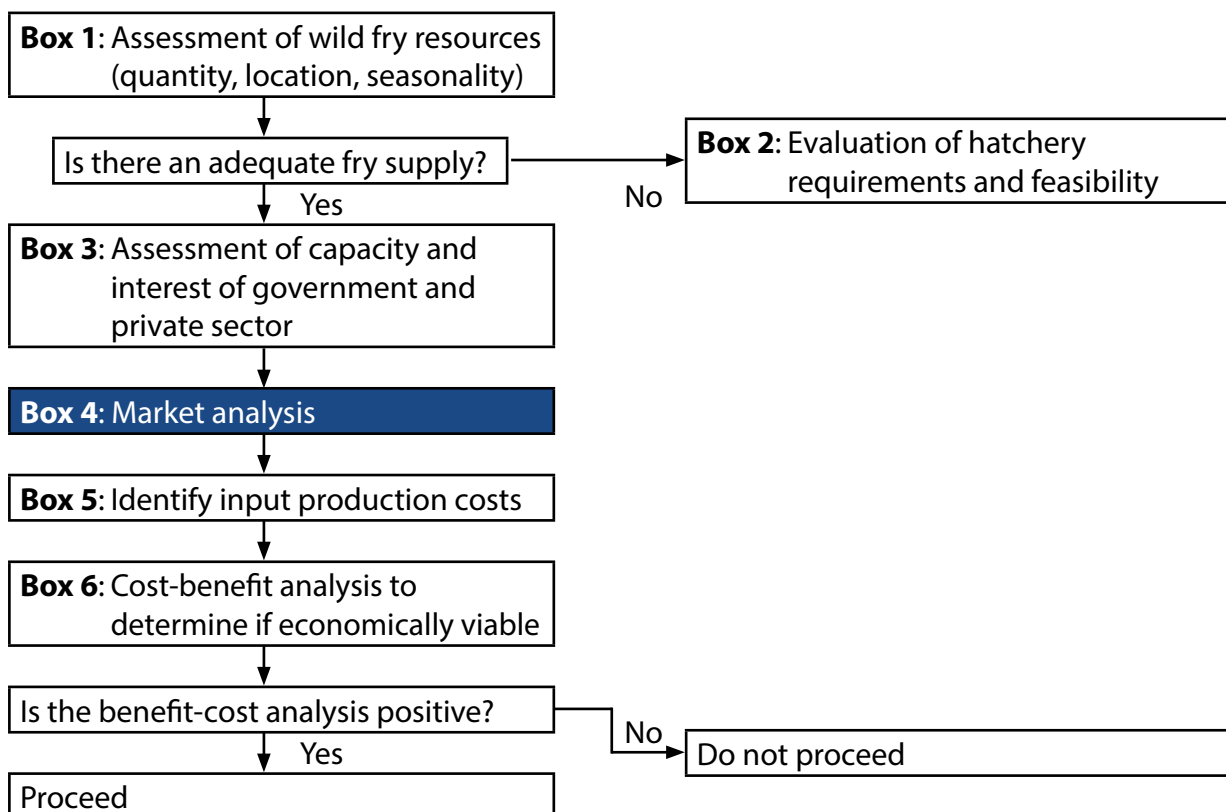 Box 1: Assessment of wild fry resources
(quantity, location, seasonality)
Is there an adequate fry supply?
No
Box 2: Evaluation of hatchery
requirements and feasibility
Yes
Box 3: Assessment of capacity and
interest of government and
private sector
Box 4: Market analysis
Box 5: Identify input production costs
Box 6: Cost-benefit analysis to
determine if economically viable
Is the benefit-cost analysis positive?
No
Do not proceed
Yes
Proceed